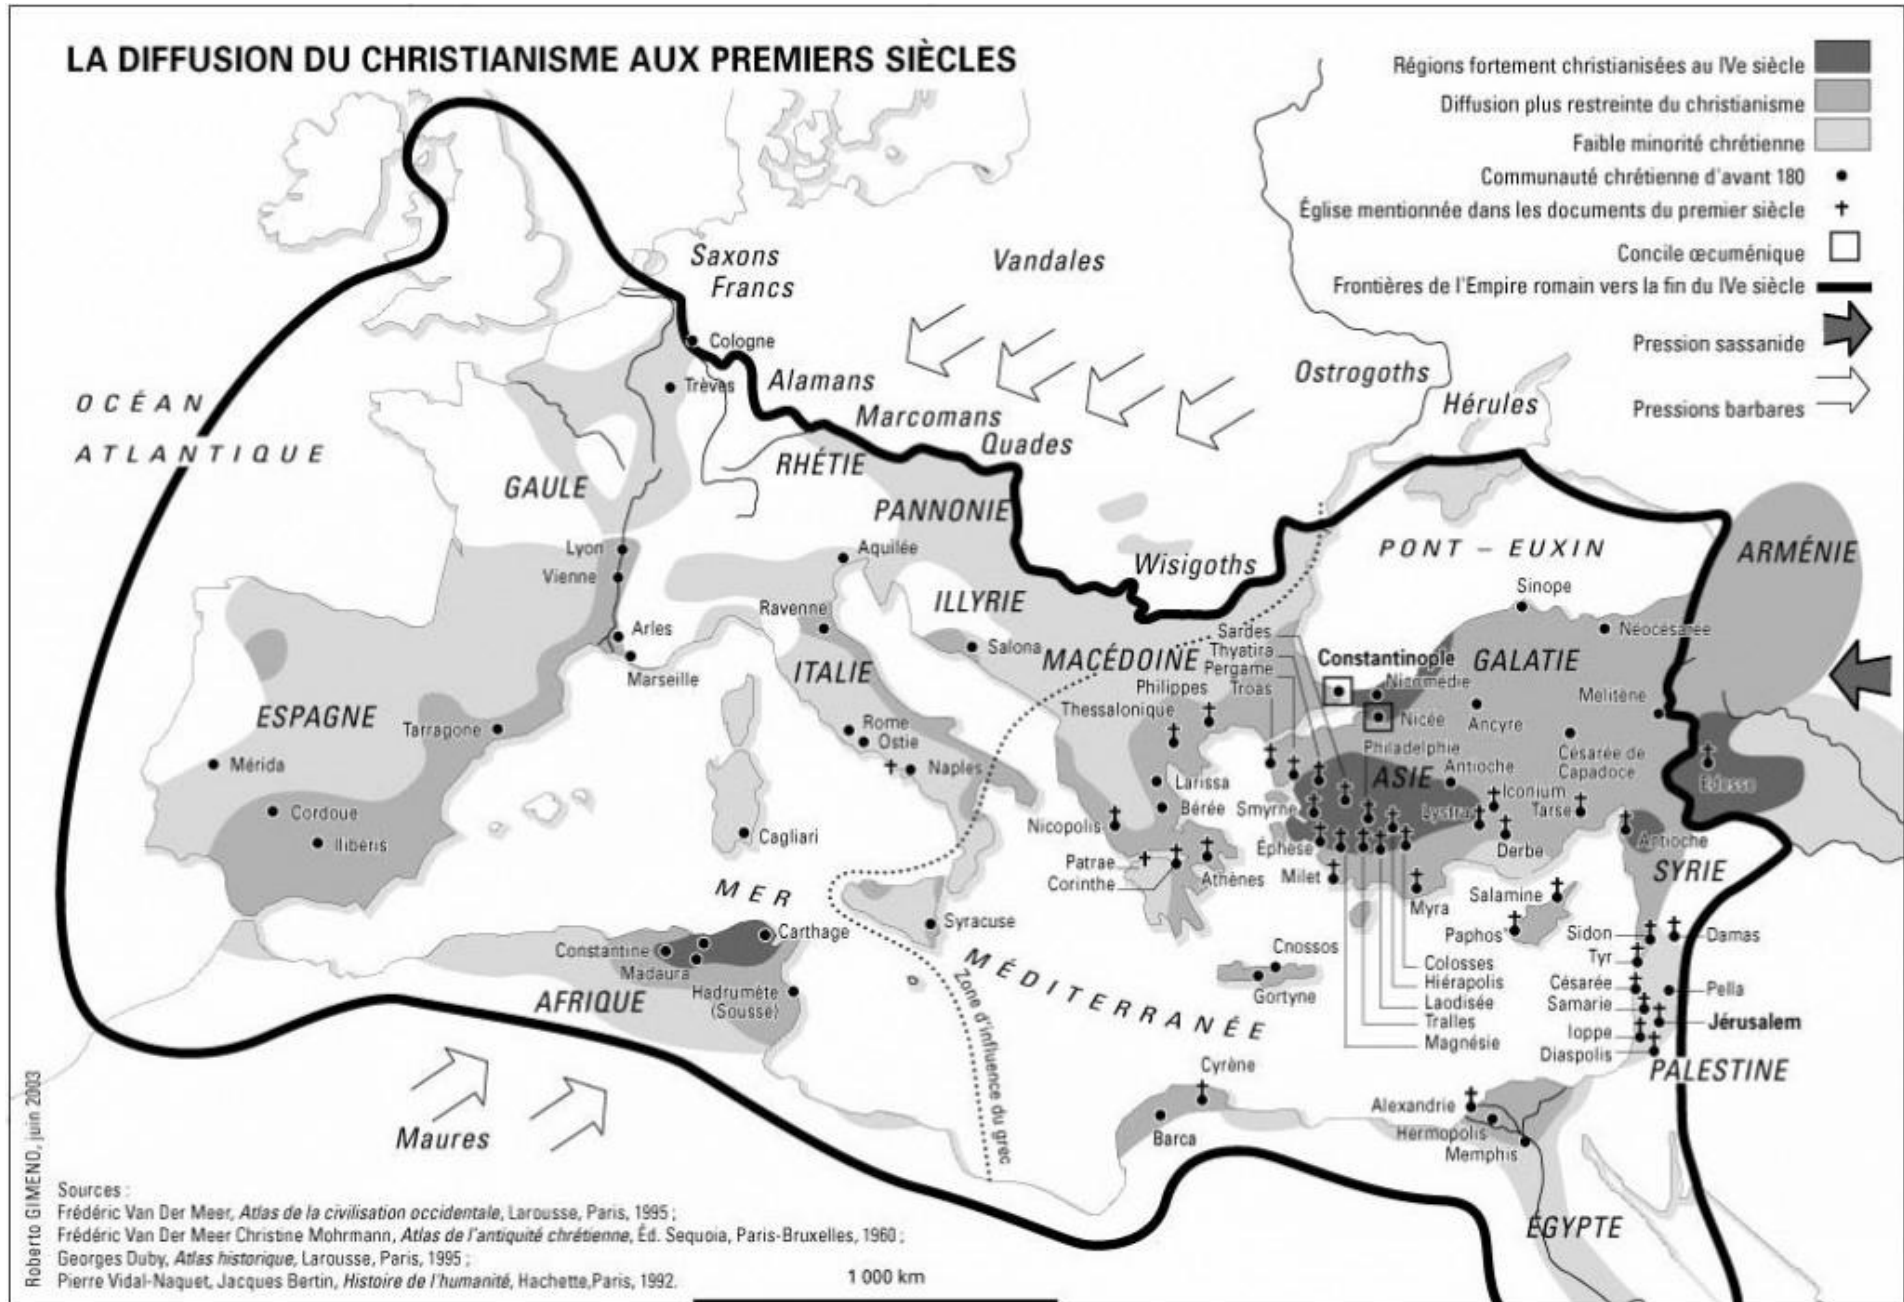 LA DIFFUSION DU CHRISTIANISME AUX PREMIERS SIÈCLES
Régions fortement christianisées au IVe siècle
Diffusion plus restreinte du christianisme
Faible minorité chrétienne
Communauté chrétienne d'avant 180
Église mentionnée dans les documents du premier siècle
Concile œcuménique
Frontières de l'Empire romain vers la fin du IVe siècle
Pression sassanide
Pressions barbares
Saxons
Francs
Vandales
Cologne
Trèves
Alamans
Marcomans
Quades
Ostrogoths
Hérules
OCÉAN
ATLANTIQUE
GAULE
RHÉTIE
PANNONIE
Lyon
Vienne
Aquilée
Wisigoths
PONT – EUXIN
ARMÉNIE
Sinope
Néocésarée
Ravenne
ILLYRIE
Arles
Marseille
Salona
ITALIE
MACÉDOINE
Sardes
Thyatira
Pergame
Troas
Constantinople
Nicomédie
GALATIE
Mélitène
ESPAGNE
Tarragone
Rome
Ostie
Philippes
Thessalonique
Nicée
Ancyre
Philadelphie
Césarée de
Capadoce
Mérida
Naples
ASIE
Antioche
Edesse
Cordoue
Illibéris
Cagliari
Larissa
Bérée
Nicopolis
Smyrne
Lystra
Iconium
Tarse
Éphèse
Derbe
Antioche
Patrae
Corinthe
Athènes
Milet
Myra
SYRIE
Salamine
Paphos
MER
MÉDITERRANÉE
Syracuse
Carthage
Constantine
Madaura
Hadrumète
(Sousse)
AFRIQUE
Zone d'influence du grec
Cnossos
Gortyne
Colosses
Hiérapolis
Laodisée
Tralles
Magnésie
Sidon
Damas
Tyr
Césarée
Pella
Samarie
Jérusalem
Ioppe
Diaspolis
PALESTINE
Cyrène
Barca
Alexandrie
Hermopolis
Memphis
ÉGYPTE
Maures
Roberto GIMENO, juin 2003
Sources :
Frédéric Van Der Meer, Atlas de la civilisation occidentale, Larousse, Paris, 1995 ;
Frédéric Van Der Meer Christine Mohrmann, Atlas de l'antiquité chrétienne, Éd. Sequoia, Paris-Bruxelles, 1960 ;
Georges Duby, Atlas historique, Larousse, Paris, 1995 ;
Pierre Vidal-Naquet, Jacques Bertin, Histoire de l'humanité, Hachette,Paris, 1992.
1 000 km